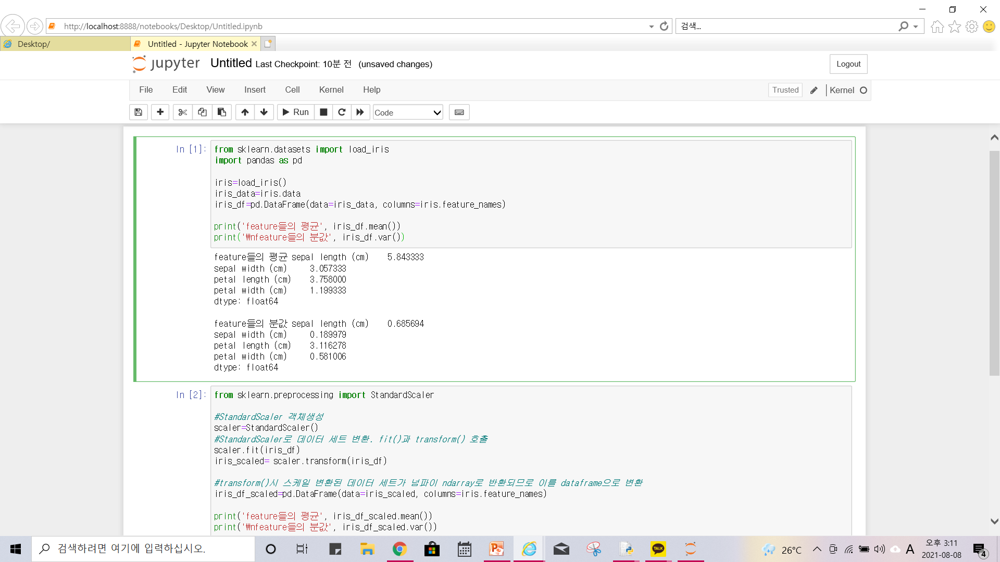 http://localhost:8888/notebooks/Desktop/Untitled.ipynb
검색...
Desktop/
Untitled - Jupyter Notebook
jupyter Untitled Last Checkpoint: 10분 전 (unsaved changes)
Logout
File Edit View Insert Cell Kernel Help
Trusted
Kernel
Run
Code
In [1]:
from sklearn.datasets import load_iris
import pandas as pd
iris=load_iris()
iris_data=iris.data
iris_df=pd.DataFrame(data=iris_data, columns=iris.feature_names)
print('feature들의 평균', iris_df.mean())
print('₩nfeature들의 분값', iris_df.var())
feature들의 평균 sepal length (cm)    5.843333
sepal width (cm)     3.057333
petal length (cm)    3.758000
petal width (cm)     1.199333
dtype: float64
feature들의 분값 sepal length (cm)    0.685694
sepal width (cm)     0.189979
petal length (cm)    3.116278
petal width (cm)     0.581006
dtype: float64
In [2]:
from sklearn.preprocessing import StandardScaler
#StandardScaler 객체생성
scaler=StandardScaler()
#StandardScaler로 데이터 세트 변환. fit()과 transform() 호출
scaler.fit(iris_df)
iris_scaled= scaler.transform(iris_df)
#transform()시 스케일 변환된 데이터 세트가 넘파이 ndarray로 반환되므로 이를 dataframe으로 변환
iris_df_scaled=pd.DataFrame(data=iris_scaled, columns=iris.feature_names)
print('feature들의 평균', iris_df_scaled.mean())
print('₩nfeature들의 분값', iris_df_scaled.var())
검색하려면 여기에 입력하십시오.
TALK
26°C
A
오후 3:11
2021-08-08
4